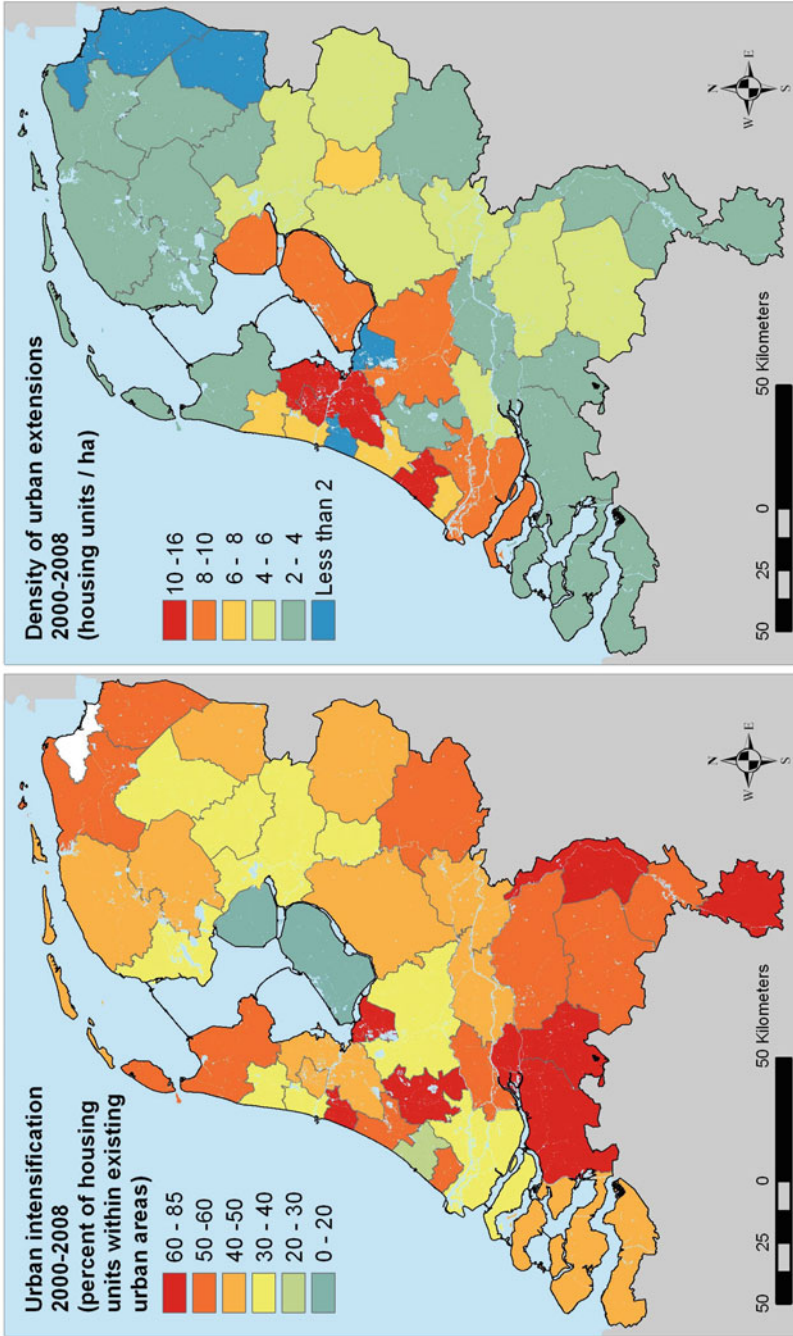 Urban intensification
2000-2008
(percent of housing
units within existing
urban areas)
60 - 85
50 -60
40 -50
30 - 40
20 - 30
0 - 20
N
W
E
S
50
25
0
50 Kilometers
Density of urban extensions
2000-2008
(housing units / ha)
10 -16
8 -10
6 - 8
4 - 6
2 - 4
Less than 2
N
W
E
S
50
25
0
50 Kilometers